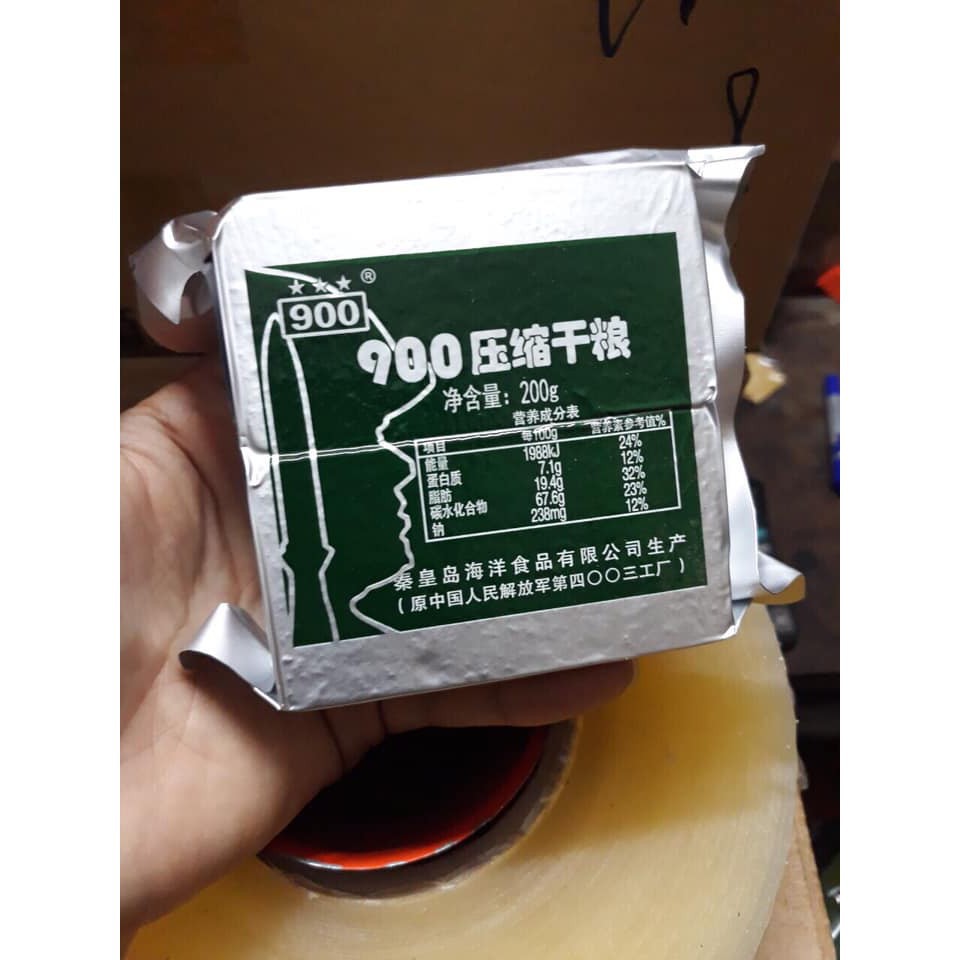 ★★★®
900
900压缩干粮
净含量：200g
营养成分表
项目 每100g 营养素参考值%
能量 1988kJ 24%
蛋白质 7.1g 12%
脂肪 19.4g 32%
碳水化合物 67.6g 23%
钠 238mg 12%
秦皇岛海洋食品有限公司生产
(原中国人民解放军第四〇〇三工厂)